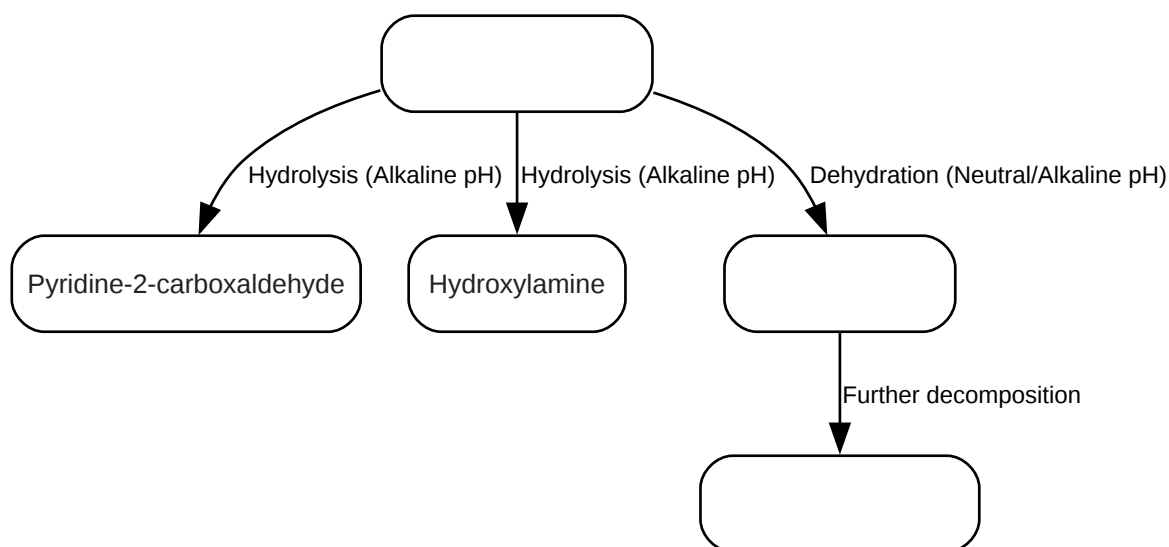 Hydrolysis (Alkaline pH)
Hydrolysis (Alkaline pH)
Dehydration (Neutral/Alkaline pH)
Pyridine-2-carboxaldehyde
Hydroxylamine
Further decomposition